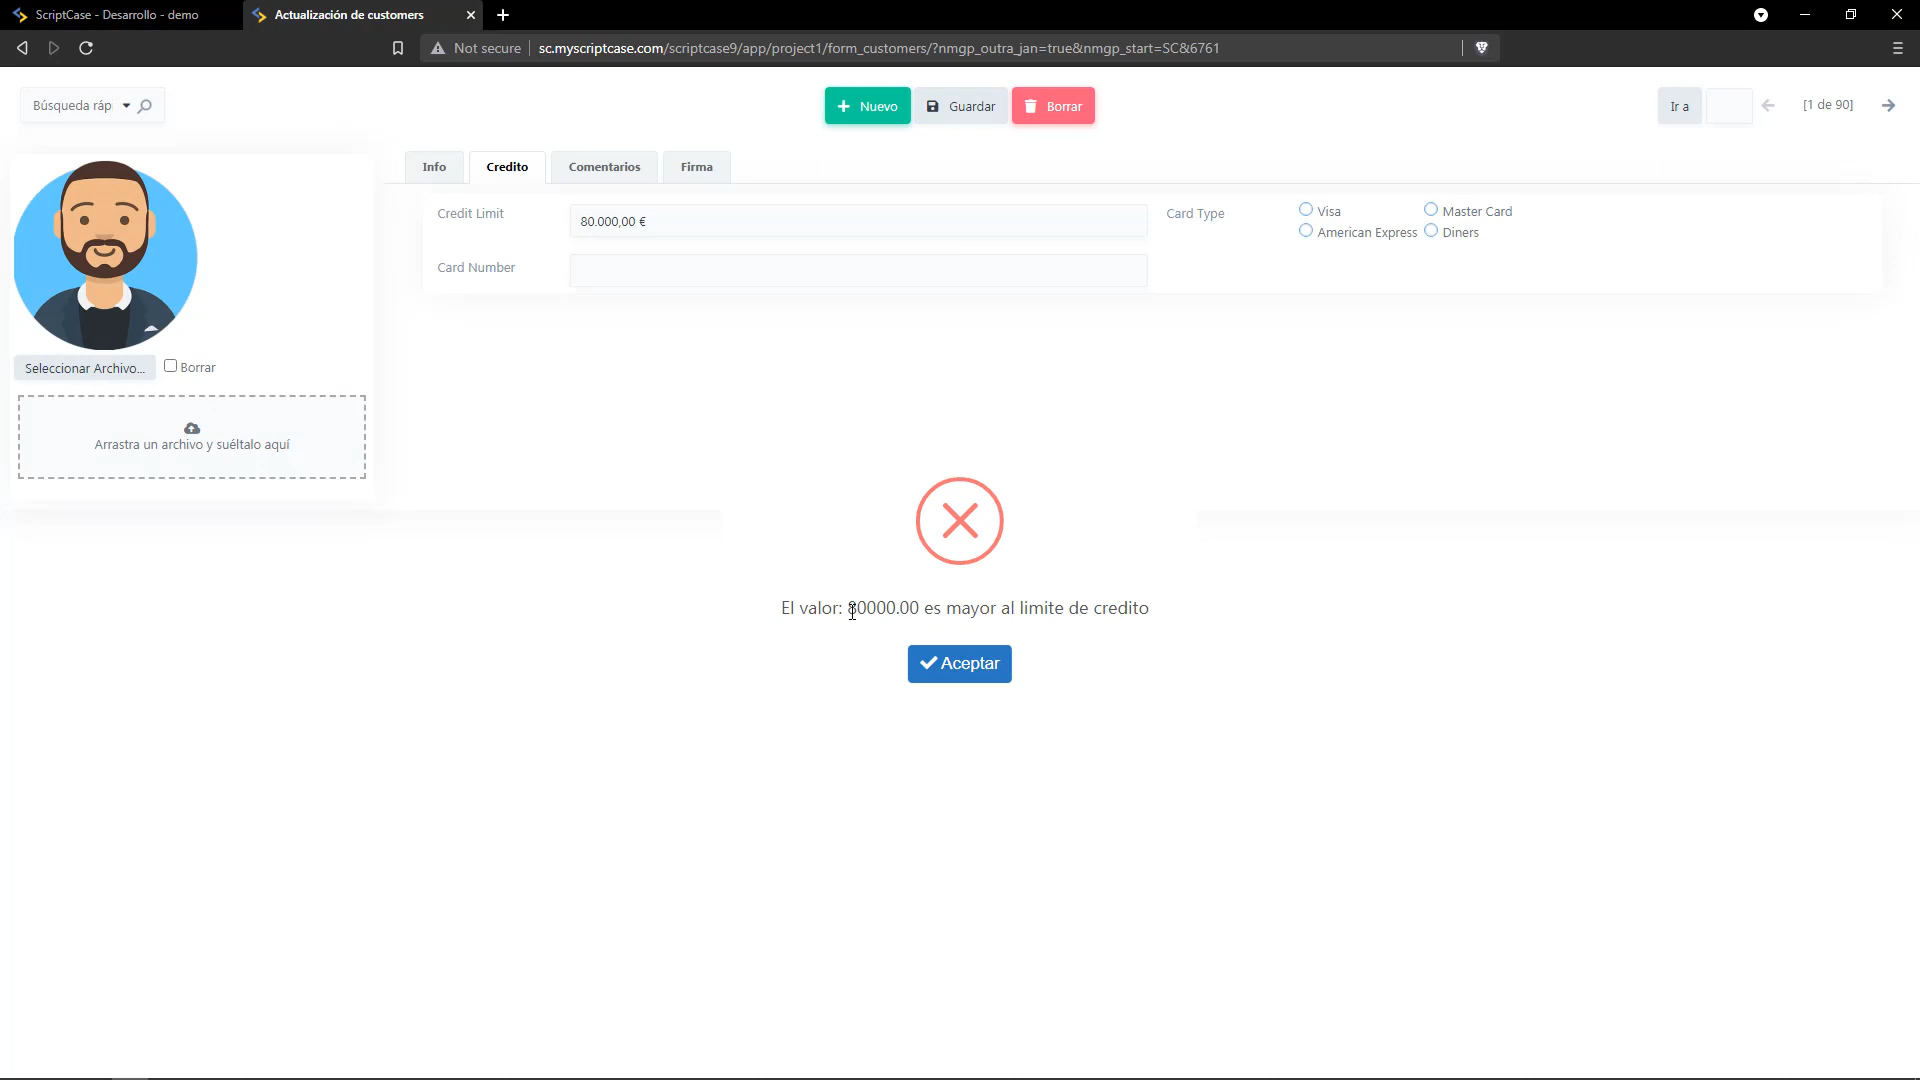 ScriptCase - Desarrollo - demo
Actualización de customers
Not secure
sc.myscriptcase.com/scriptcase9/app/project1/form_customers/?nmgp_outra_jan=true&nmgp_start=SC&6761
Búsqueda ráp
Nuevo
Guardar
Borrar
Ir a
[1 de 90]
Info
Credito
Comentarios
Firma
Credit Limit
80.000,00 €
Card Type
Visa
Master Card
American Express
Diners
Card Number
Seleccionar Archivo...
Borrar
Arrastra un archivo y suéltalo aquí
El valor: 80000.00 es mayor al limite de credito
Aceptar